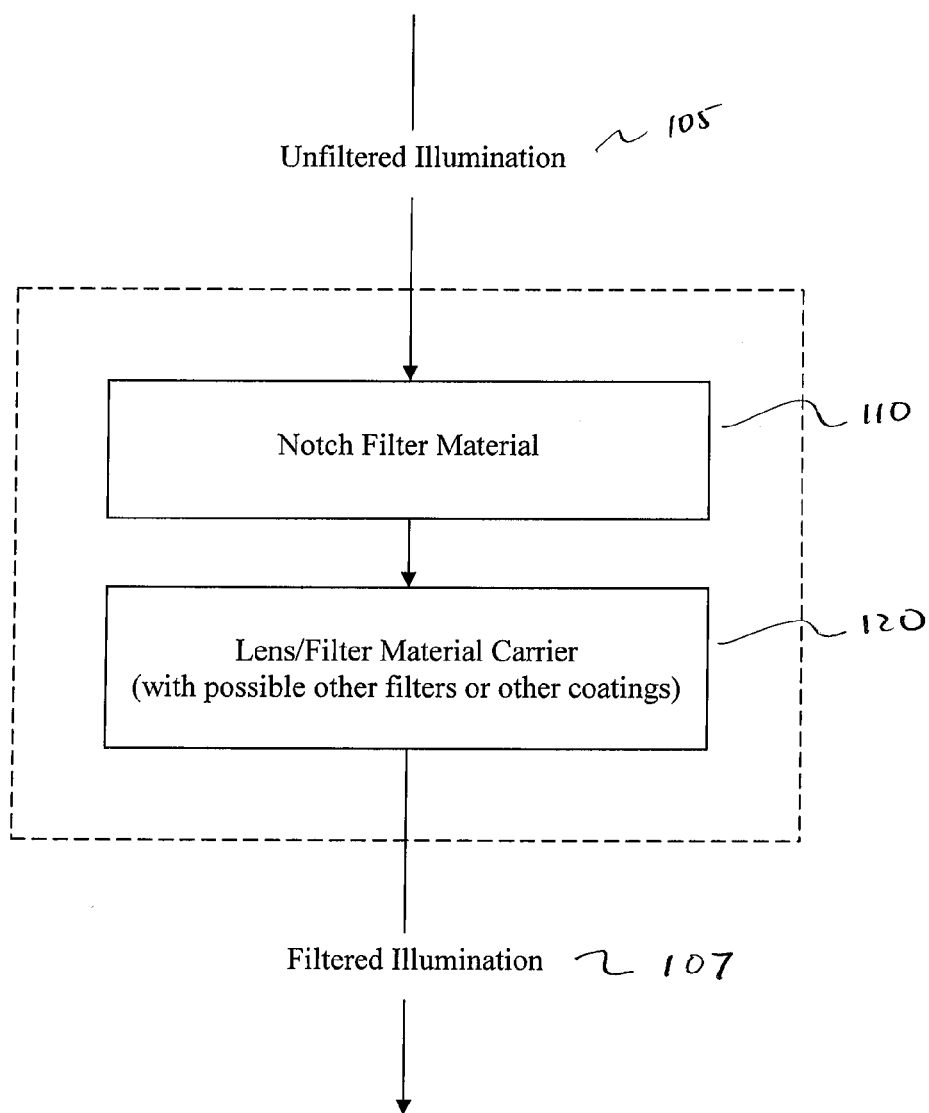 Unfiltered Illumination 105
Notch Filter Material 110
Lens/Filter Material Carrier
(with possible other filters or other coatings) 120
Filtered Illumination 107